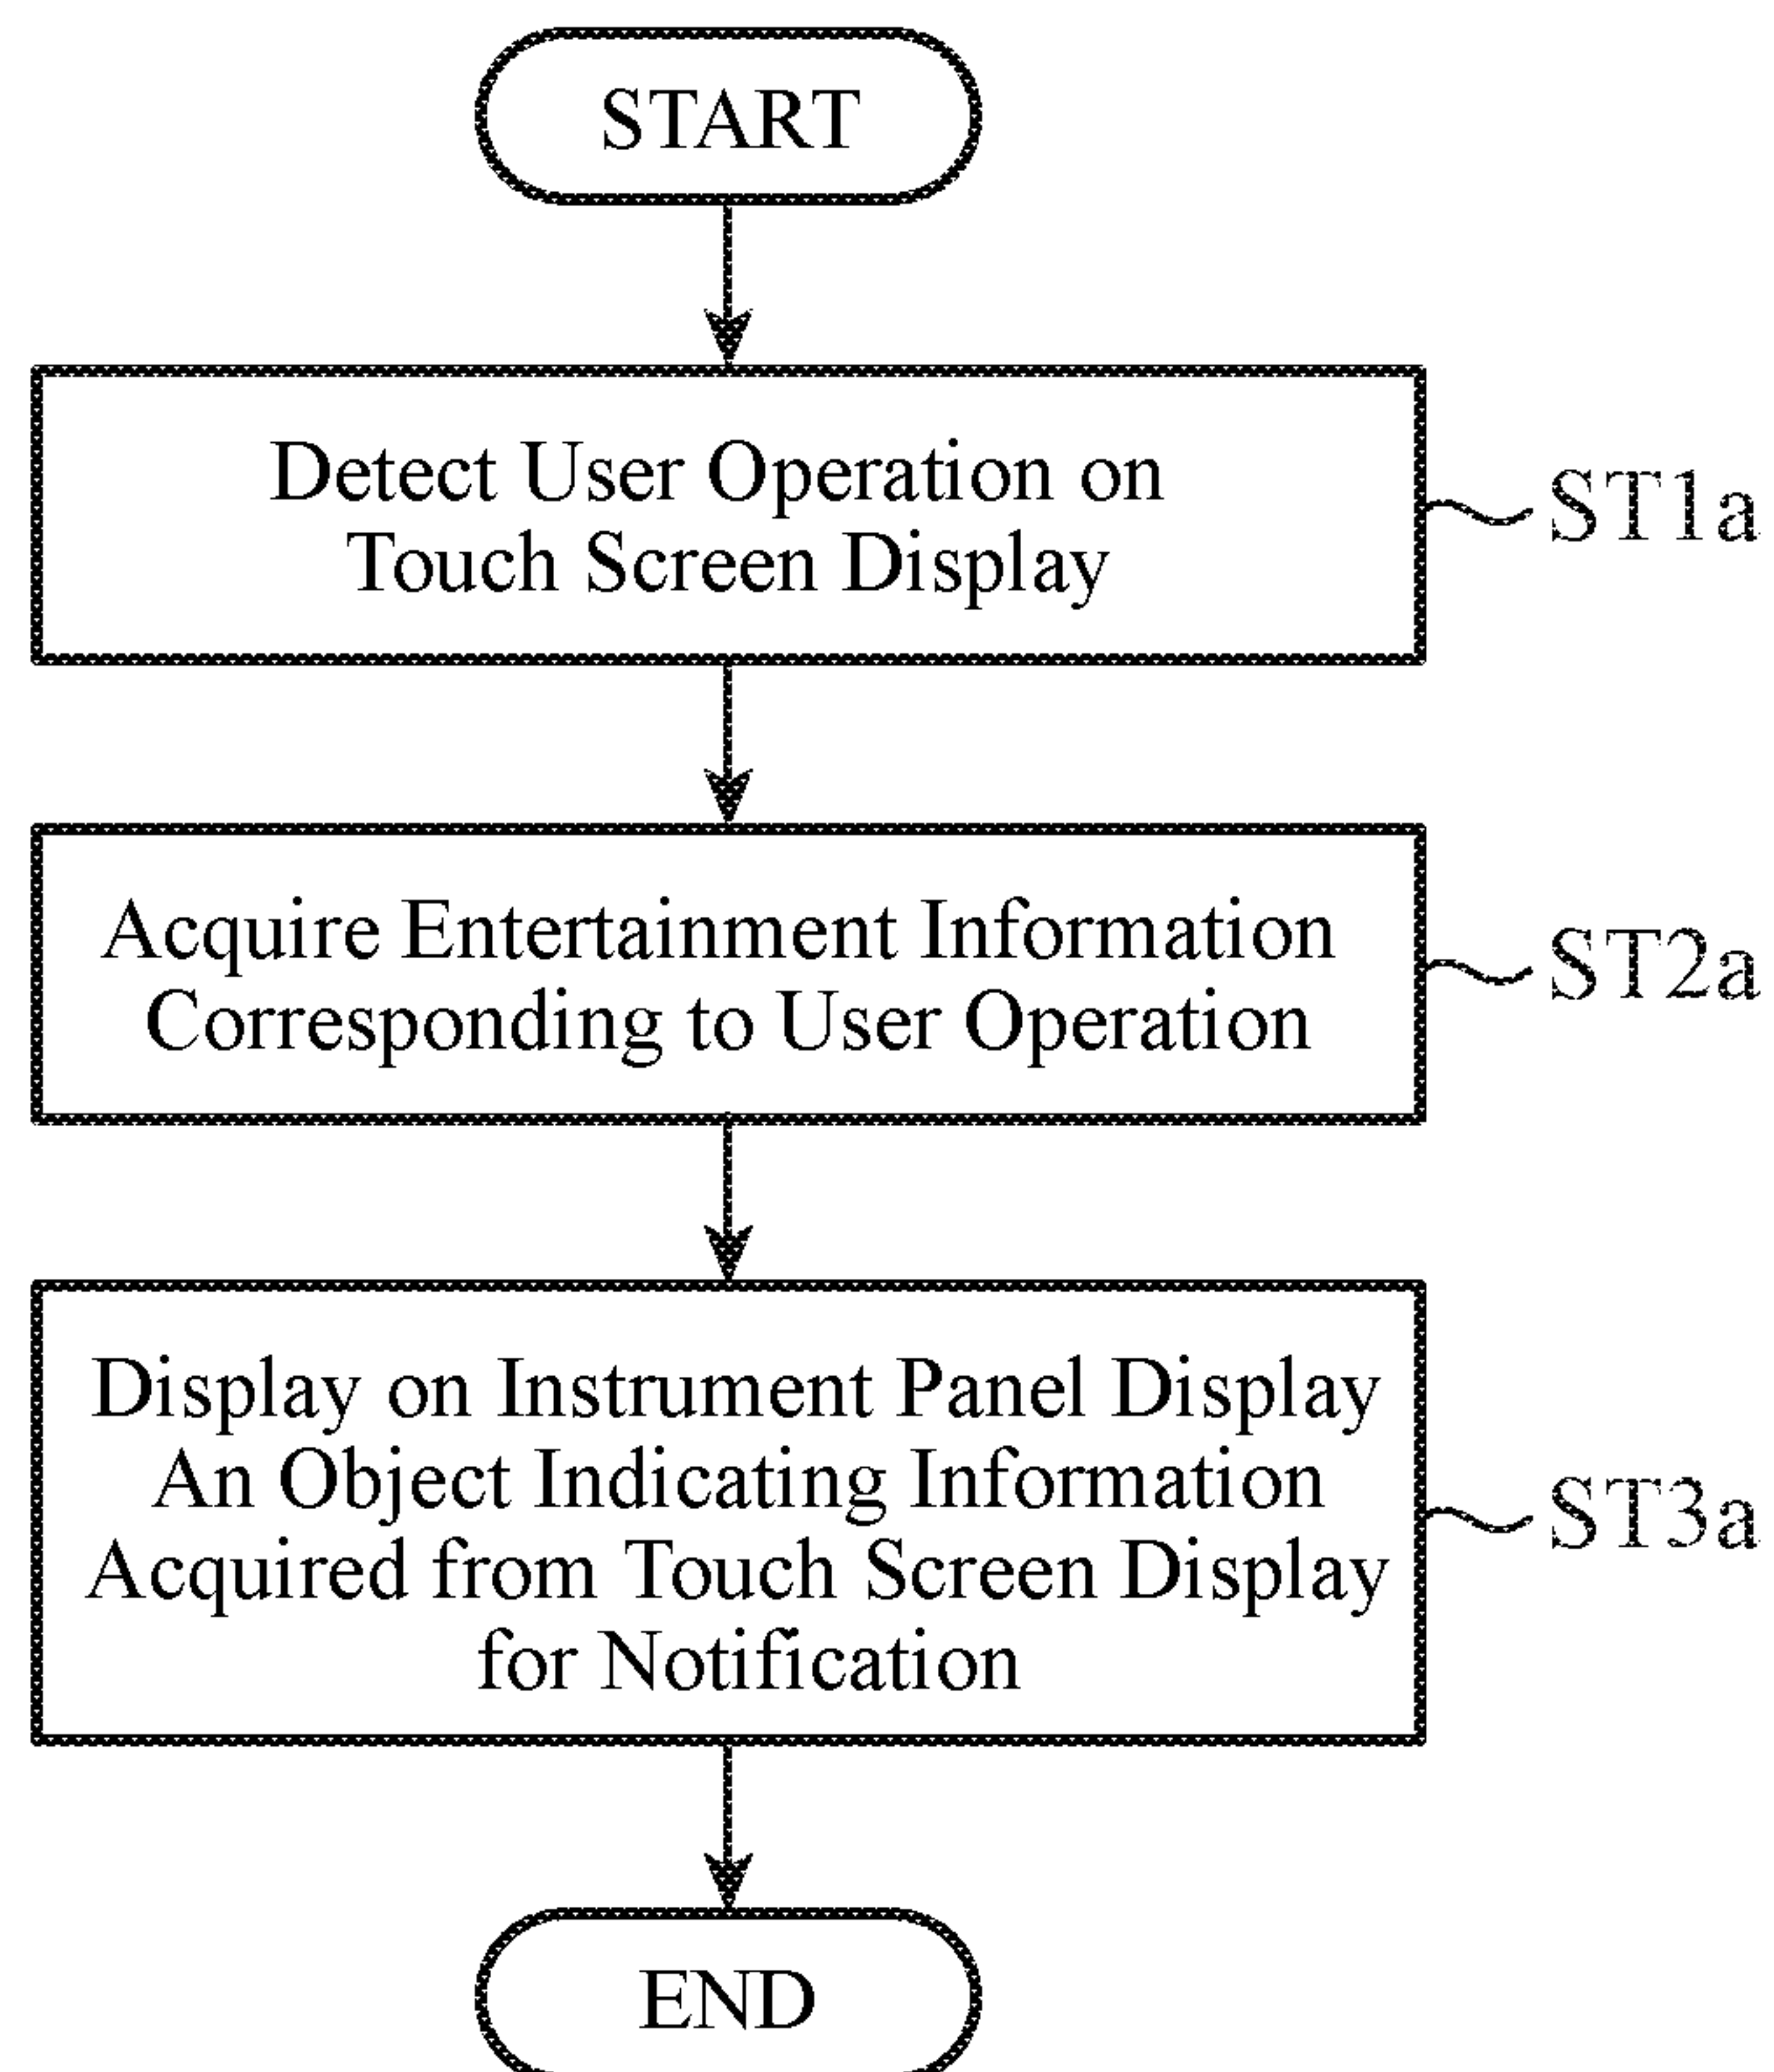 START
Detect User Operation on
Touch Screen Display
ST1a
Acquire Entertainment Information
Corresponding to User Operation
ST2a
Display on Instrument Panel Display
An Object Indicating Information
Acquired from Touch Screen Display
for Notification
ST3a
END